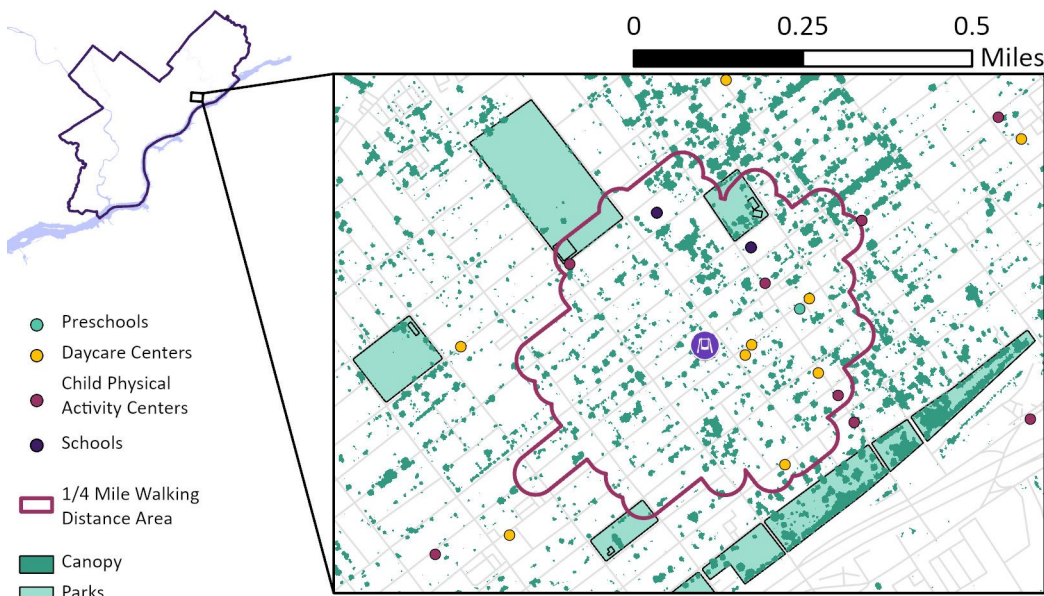 0 0.25 0.5
Miles
Preschools
Daycare Centers
Child Physical
Activity Centers
Schools
1/4 Mile Walking
Distance Area
Canopy
Parks